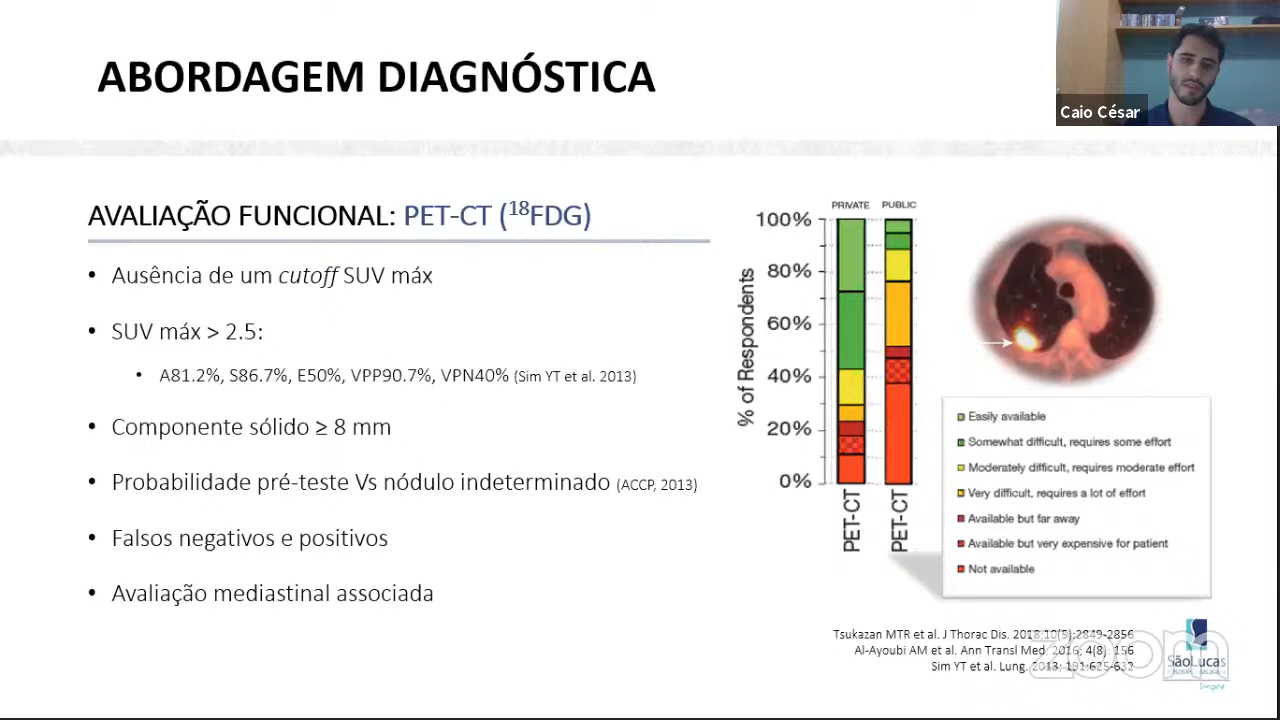 ABORDAGEM DIAGNÓSTICA
Caio César
AVALIAÇÃO FUNCIONAL: PET-CT (18FDG)
• Ausência de um cutoff SUV máx
• SUV máx > 2.5:
• A81.2%, S86.7%, E50%, VPP90.7%, VPN40% (Sim YT et al. 2013)
• Componente sólido ≥ 8 mm
• Probabilidade pré-teste Vs nódulo indeterminado (ACCP, 2013)
• Falsos negativos e positivos
• Avaliação mediastinal associada
PRIVATE PUBLIC
% of Respondents
100%
80%
60%
40%
20%
0%
PET-CT
PET-CT
Easily available
Somewhat difficult, requires some effort
Moderately difficult, requires moderate effort
Very difficult, requires a lot of effort
Available but far away
Available but very expensive for patient
Not available
Tsukazan MTR et al. J Thorac Dis. 2018;10(5):2849-2856
Al-Ayoubi AM et al. Ann Transl Med. 2016; 4(8): 156
Sim YT et al. Lung. 2013; 191:625-632
zoom
SãoLucas